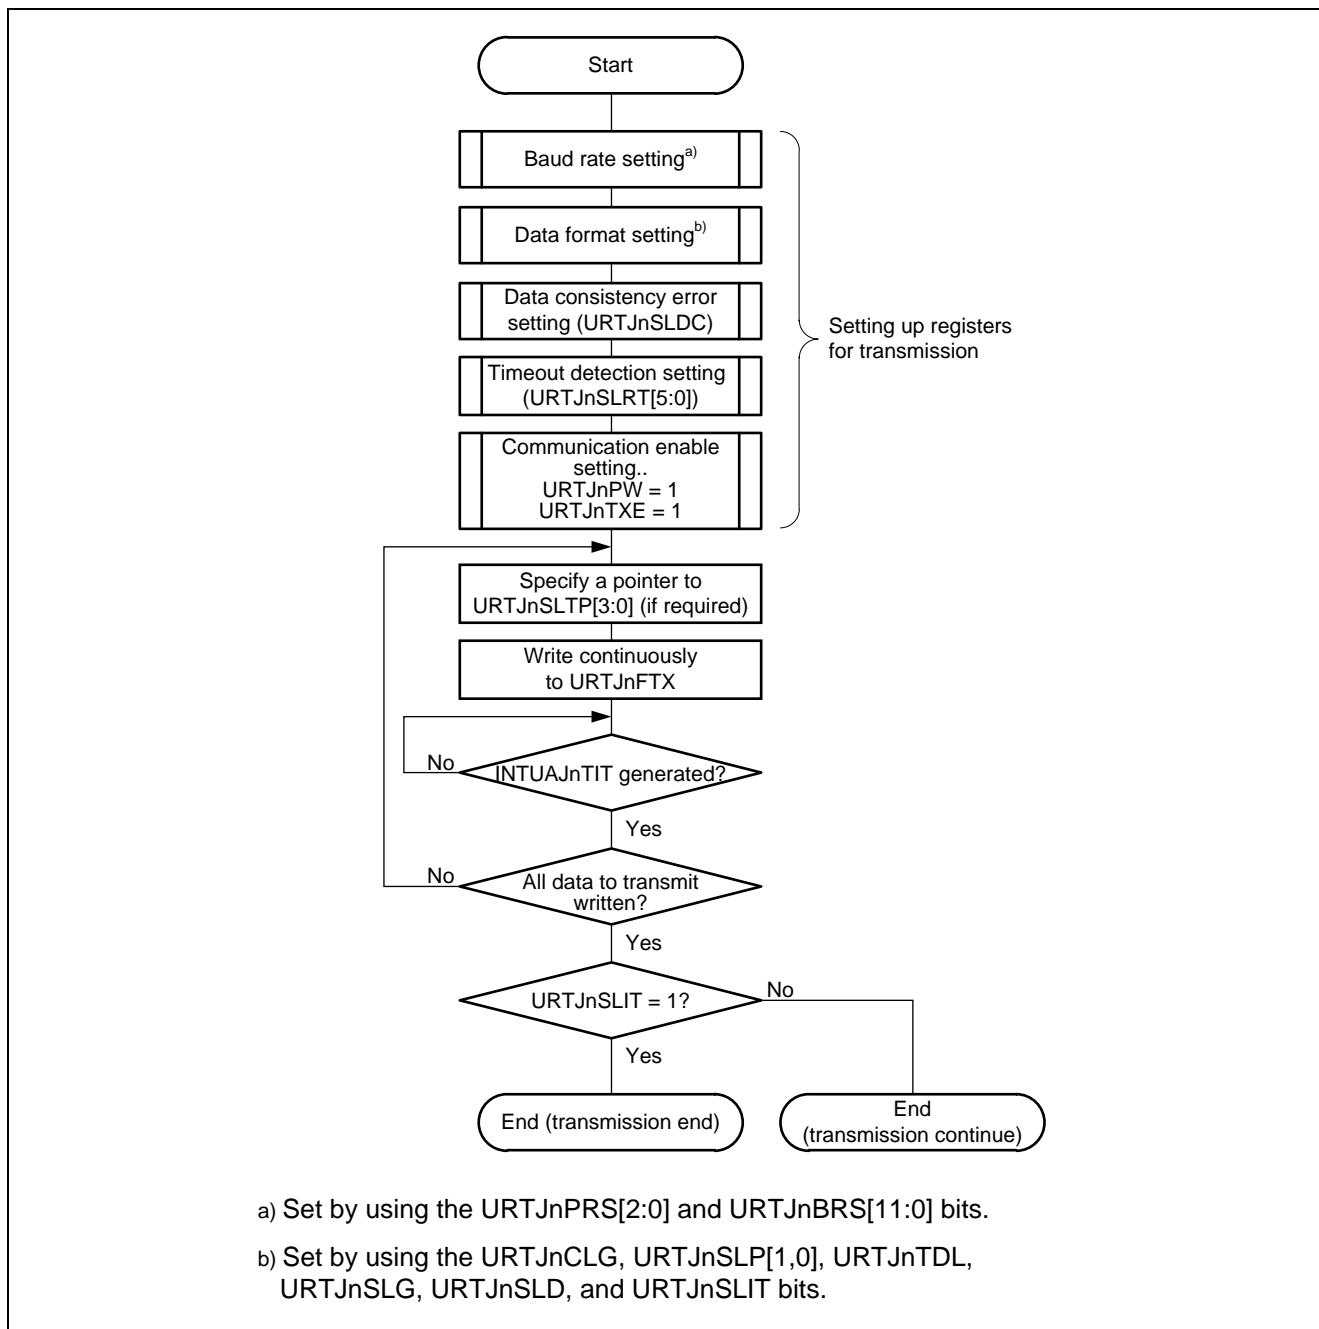 Start
Baud rate setting a)
Data format setting b)
Data consistency error
setting (URTJnSLDC)
Timeout detection setting
(URTJnSLRT[5:0])
Communication enable
setting..
URTJnPW = 1
URTJnTXE = 1
Setting up registers
for transmission
Specify a pointer to
URTJnSLTP[3:0] (if required)
Write continuously
to URTJnFTX
No
INTUAJnTIT generated?
Yes
No
All data to transmit
written?
Yes
URTJnSLIT = 1?
No
Yes
End (transmission end)
End
(transmission continue)
a) Set by using the URTJnPRS[2:0] and URTJnBRS[11:0] bits.
b) Set by using the URTJnCLG, URTJnSLP[1,0], URTJnTDL,
URTJnSLG, URTJnSLD, and URTJnSLIT bits.